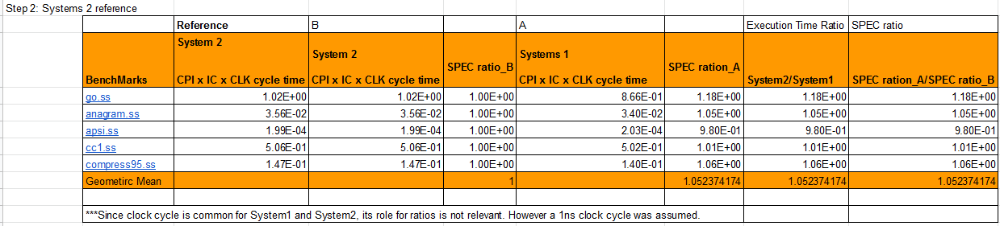 Step 2: Systems 2 reference
Reference B A Execution Time Ratio SPEC ratio
System 2
System 2 Systems 1
SPEC ratio_B SPEC ration_A
BenchMarks CPI x IC x CLK cycle time CPI x IC x CLK cycle time CPI x IC x CLK cycle time System2/System1 SPEC ration_A/SPEC ratio_B
go.ss 1.02E+00 1.02E+00 1.00E+00 8.66E-01 1.18E+00 1.18E+00 1.18E+00
anagram.ss 3.56E-02 3.56E-02 1.00E+00 3.40E-02 1.05E+00 1.05E+00 1.05E+00
apsi.ss 1.99E-04 1.99E-04 1.00E+00 2.03E-04 9.80E-01 9.80E-01 9.80E-01
cc1.ss 5.06E-01 5.06E-01 1.00E+00 5.02E-01 1.01E+00 1.01E+00 1.01E+00
compress95.ss 1.47E-01 1.47E-01 1.00E+00 1.40E-01 1.06E+00 1.06E+00 1.06E+00
Geometirc Mean 1 1.052374174 1.052374174 1.052374174
***Since clock cycle is common for System1 and System2, its role for ratios is not relevant. However a 1ns clock cycle was assumed.